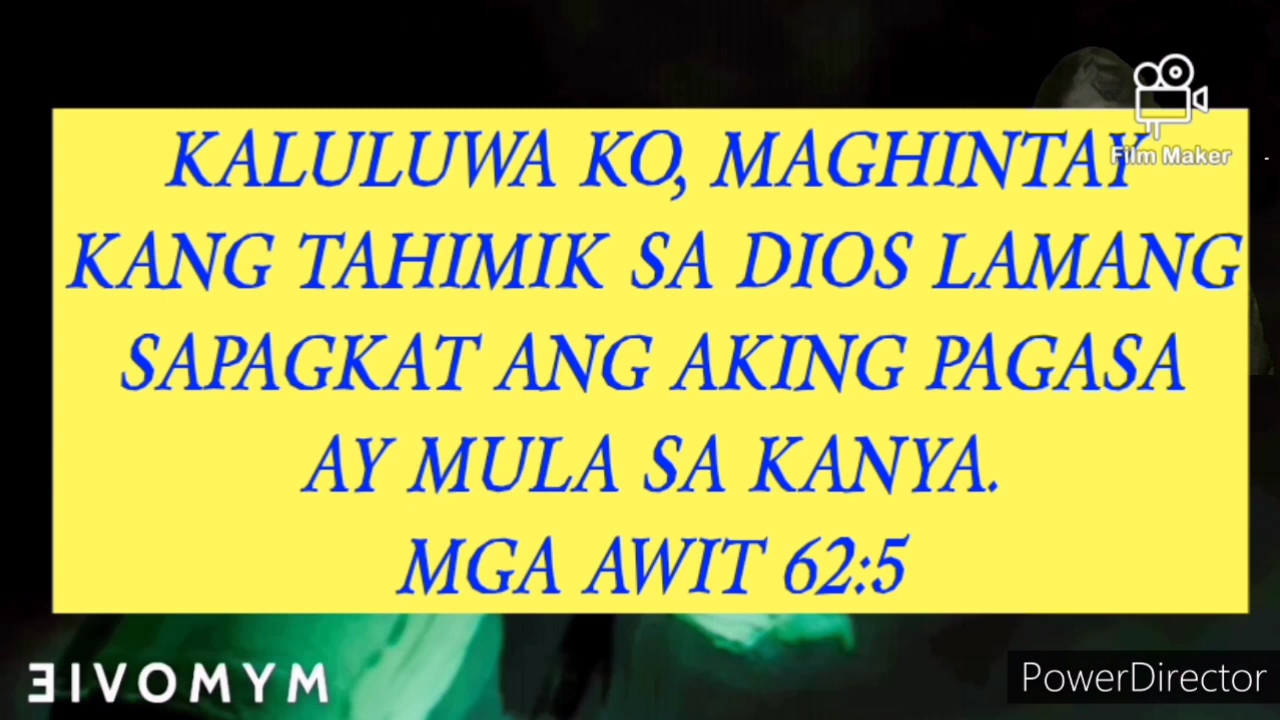 Film Maker
KALULUWA KO, MAGHINTAY
KANG TAHIMIK SA DIOS LAMANG
SAPAGKAT ANG AKING PAGASA
AY MULA SA KANYA.
MGA AWIT 62:5
MYMOVIE
PowerDirector